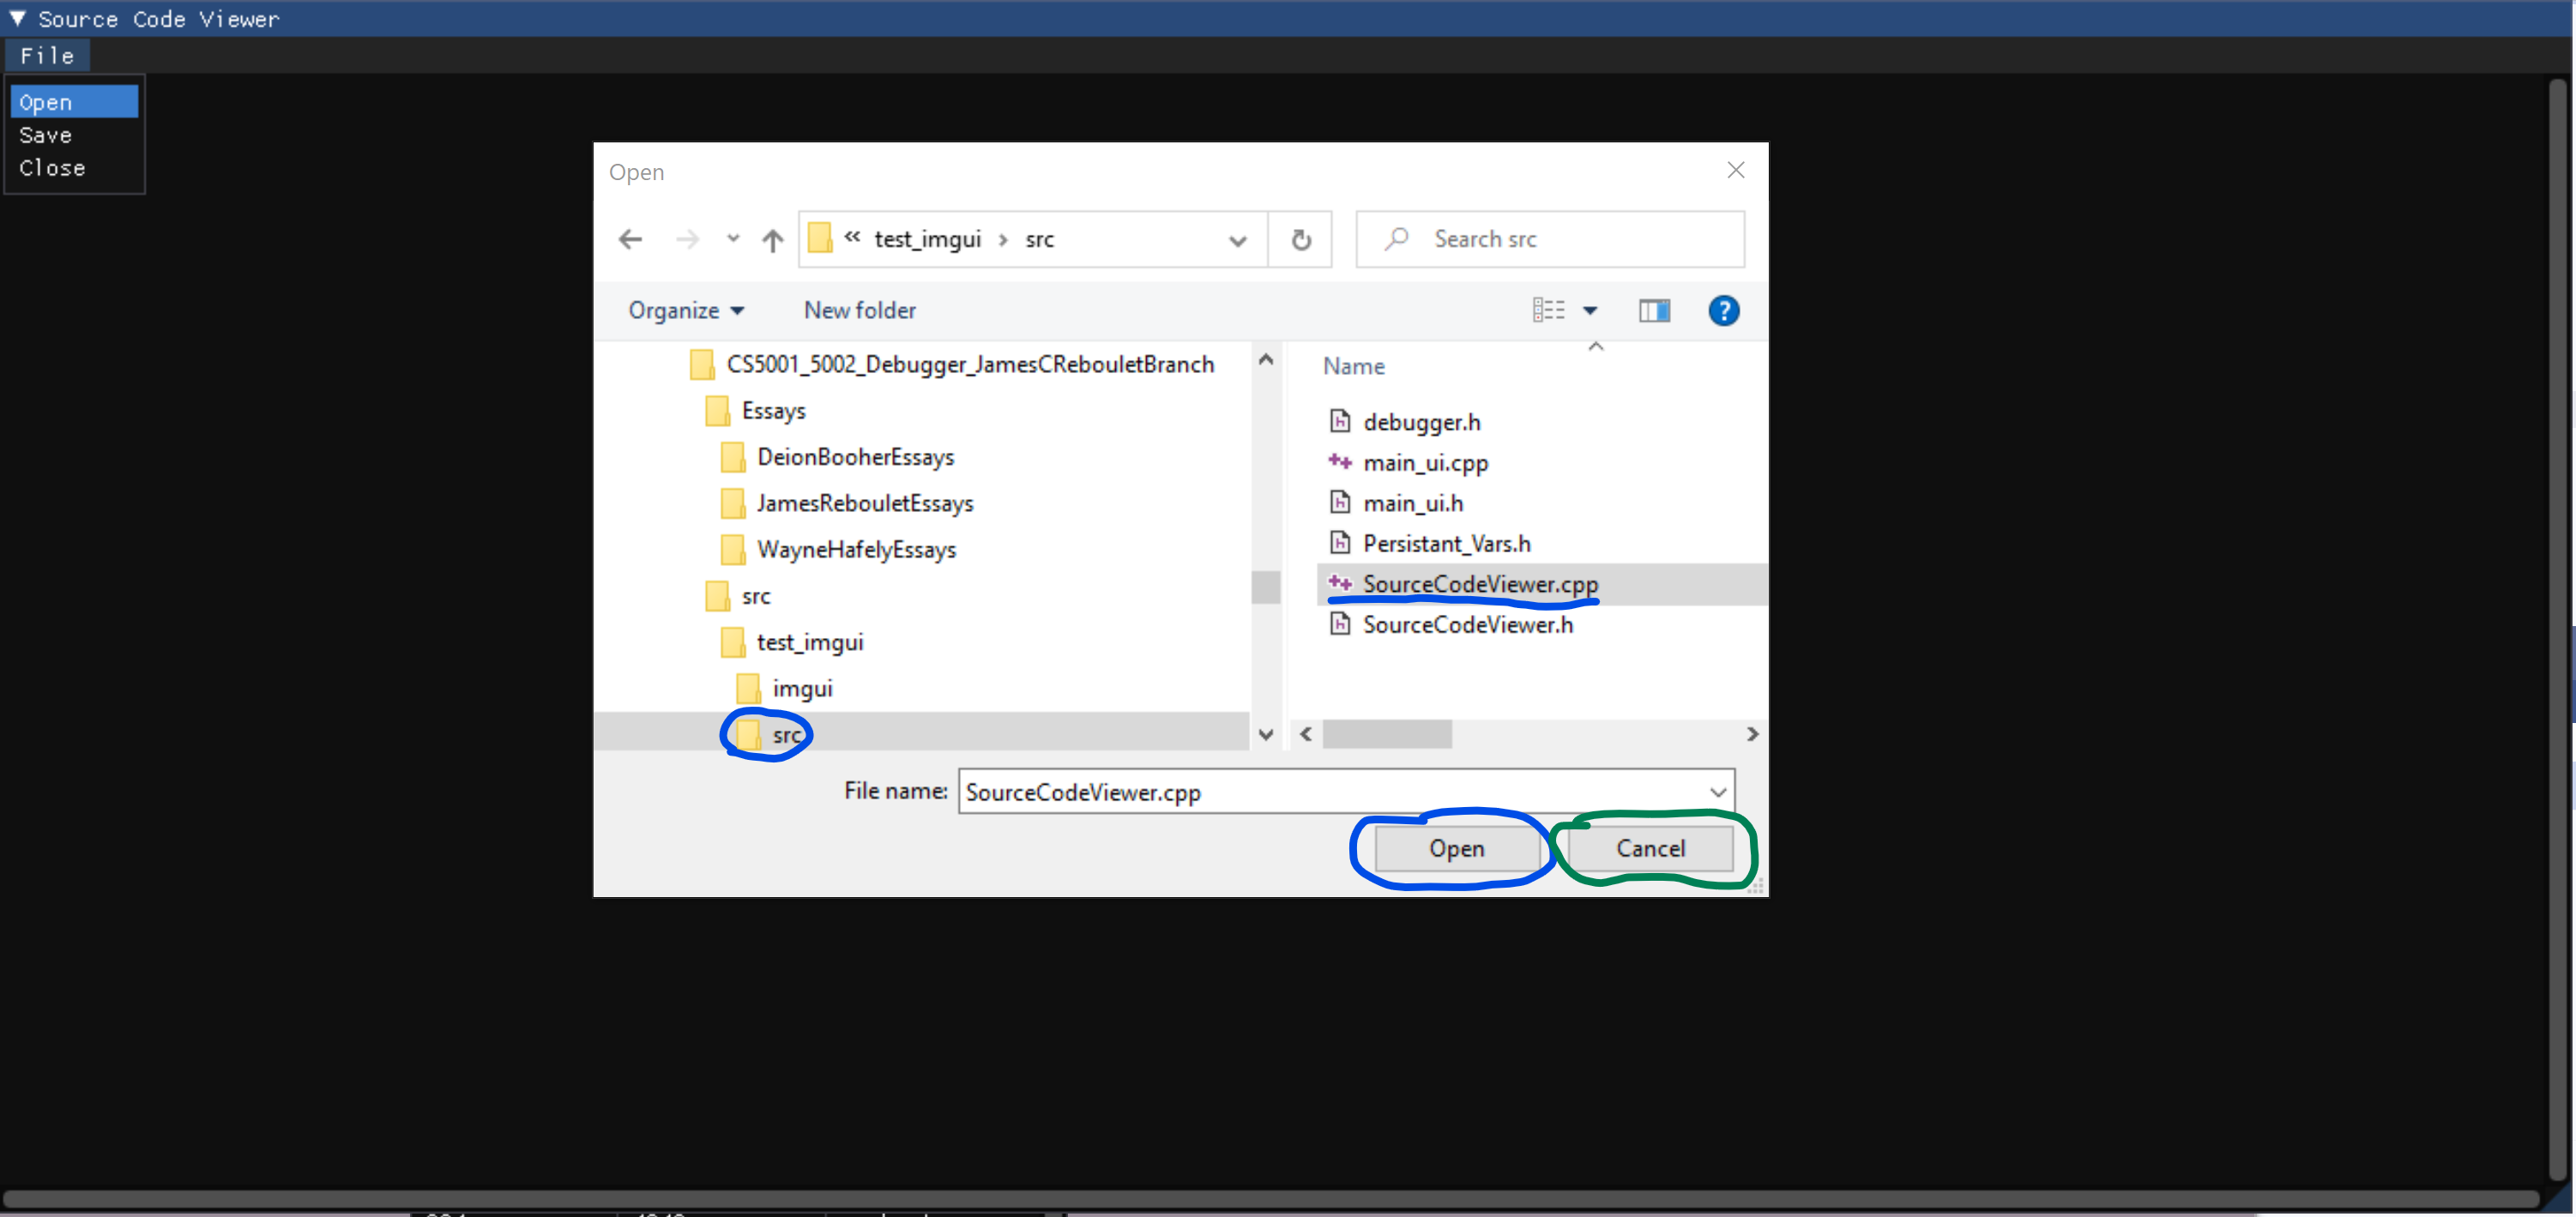 Source Code Viewer
File
Open
Save
Close
Open
« test_imgui › src
Search src
Organize
New folder
?
CS5001_5002_Debugger_JamesCRebouletBranch
Essays
DeionBooherEssays
JamesRebouletEssays
WayneHafelyEssays
src
test_imgui
imgui
src
Name
debugger.h
main_ui.cpp
main_ui.h
Persistant_Vars.h
SourceCodeViewer.cpp
SourceCodeViewer.h
File name: SourceCodeViewer.cpp
Open
Cancel